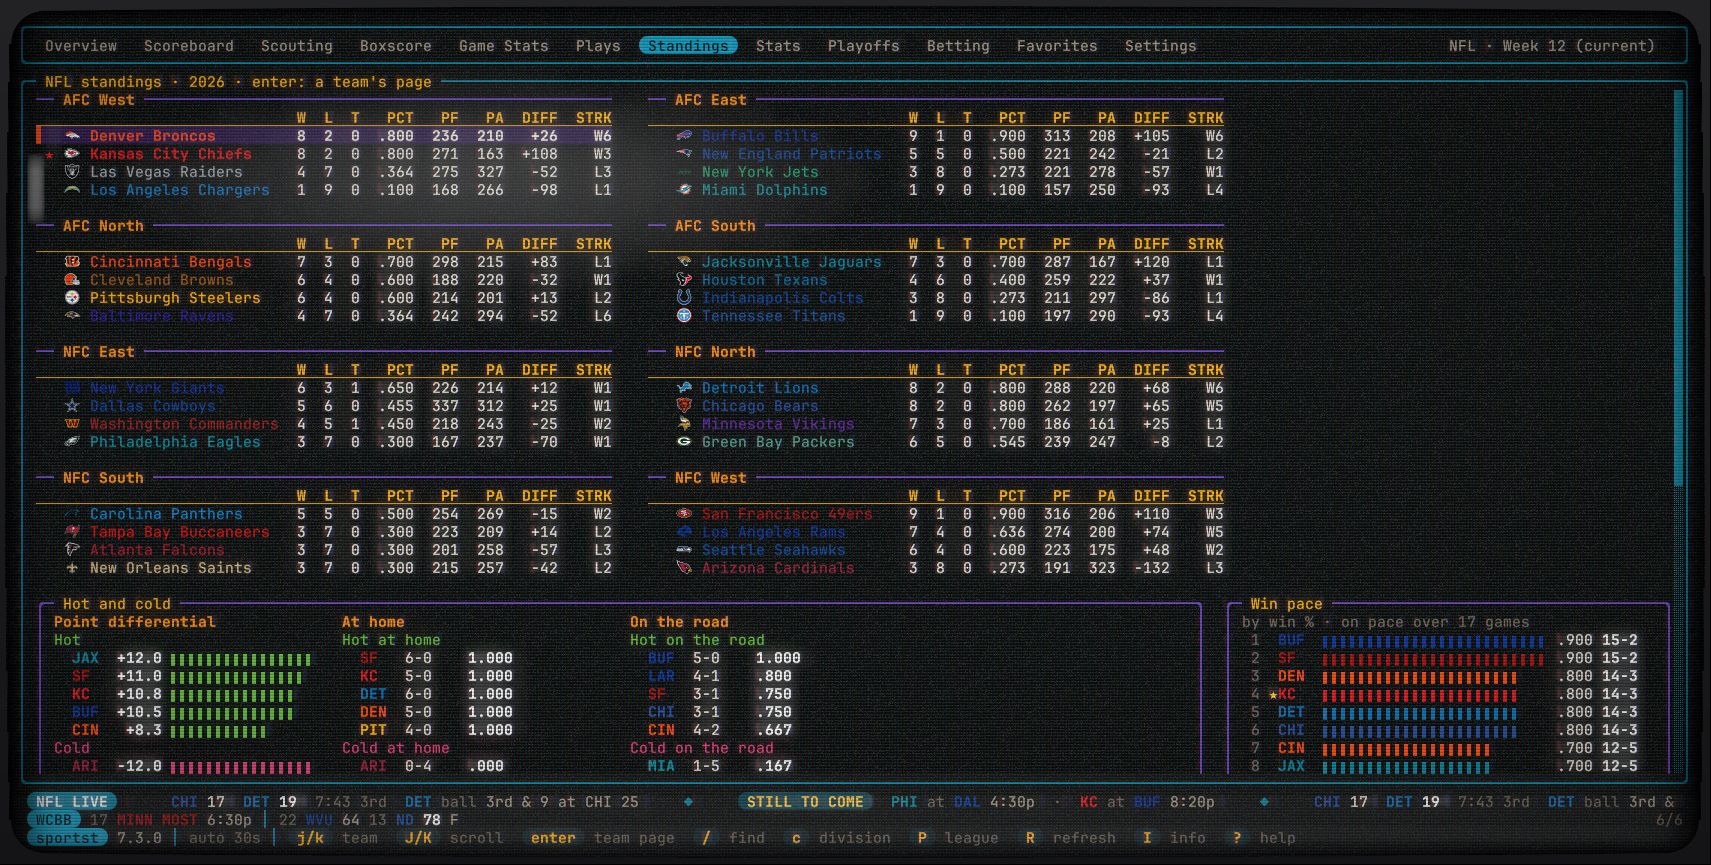 Overview Scoreboard Scouting Boxscore Game Stats Plays Standings Stats Playoffs Betting Favorites Settings NFL · Week 12 (current)
NFL standings · 2026 · enter: a team's page
AFC West AFC East
W L T PCT PF PA DIFF STRK W L T PCT PF PA DIFF STRK
Denver Broncos 8 2 0 .800 236 210 +26 W6 Buffalo Bills 9 1 0 .900 313 208 +105 W6
★ Kansas City Chiefs 8 2 0 .800 271 163 +108 W3 New England Patriots 5 5 0 .500 221 242 -21 L2
Las Vegas Raiders 4 7 0 .364 275 327 -52 L3 New York Jets 3 8 0 .273 221 278 -57 W1
Los Angeles Chargers 1 9 0 .100 168 266 -98 L1 Miami Dolphins 1 9 0 .100 157 250 -93 L4
AFC North AFC South
W L T PCT PF PA DIFF STRK W L T PCT PF PA DIFF STRK
Cincinnati Bengals 7 3 0 .700 298 215 +83 L1 Jacksonville Jaguars 7 3 0 .700 287 167 +120 L1
Cleveland Browns 6 4 0 .600 188 220 -32 W1 Houston Texans 4 6 0 .400 259 222 +37 W1
Pittsburgh Steelers 6 4 0 .600 214 201 +13 L2 Indianapolis Colts 3 8 0 .273 211 297 -86 L1
Baltimore Ravens 4 7 0 .364 242 294 -52 L6 Tennessee Titans 1 9 0 .100 197 290 -93 L4
NFC East NFC North
W L T PCT PF PA DIFF STRK W L T PCT PF PA DIFF STRK
New York Giants 6 3 1 .650 226 214 +12 W1 Detroit Lions 8 2 0 .800 288 220 +68 W6
Dallas Cowboys 5 6 0 .455 337 312 +25 W1 Chicago Bears 8 2 0 .800 262 197 +65 W5
Washington Commanders 4 5 1 .450 218 243 -25 W2 Minnesota Vikings 7 3 0 .700 186 161 +25 L1
Philadelphia Eagles 3 7 0 .300 167 237 -70 W1 Green Bay Packers 6 5 0 .545 239 247 -8 L2
NFC South NFC West
W L T PCT PF PA DIFF STRK W L T PCT PF PA DIFF STRK
Carolina Panthers 5 5 0 .500 254 269 -15 W2 San Francisco 49ers 9 1 0 .900 316 206 +110 W3
Tampa Bay Buccaneers 3 7 0 .300 223 209 +14 L2 Los Angeles Rams 7 4 0 .636 274 200 +74 W5
Atlanta Falcons 3 7 0 .300 201 258 -57 L3 Seattle Seahawks 6 4 0 .600 223 175 +48 W2
New Orleans Saints 3 7 0 .300 215 257 -42 L2 Arizona Cardinals 3 8 0 .273 191 323 -132 L3
Hot and cold Win pace
Point differential At home On the road by win % · on pace over 17 games
Hot Hot at home Hot on the road 1 BUF .900 15-2
JAX +12.0 SF 6-0 1.000 BUF 5-0 1.000 2 SF .900 15-2
SF +11.0 KC 5-0 1.000 LAR 4-1 .800 3 DEN .800 14-3
KC +10.8 DET 6-0 1.000 SF 3-1 .750 4 ★KC .800 14-3
BUF +10.5 DEN 5-0 1.000 CHI 3-1 .750 5 DET .800 14-3
CIN +8.3 PIT 4-0 1.000 CIN 4-2 .667 6 CHI .800 14-3
Cold Cold at home Cold on the road 7 CIN .700 12-5
ARI -12.0 ARI 0-4 .000 MIA 1-5 .167 8 JAX .700 12-5
NFL LIVE CHI 17 DET 19 7:43 3rd DET ball 3rd & 9 at CHI 25 ◆ STILL TO COME PHI at DAL 4:30p · KC at BUF 8:20p ◆ CHI 17 DET 19 7:43 3rd DET ball 3rd &
WCBB 17 MINN MOST 6:30p | 22 WVU 64 13 ND 78 F 6/6
sportst 7.3.0 | auto 30s | j/k team J/K scroll enter team page / find c division P league R refresh I info ? help